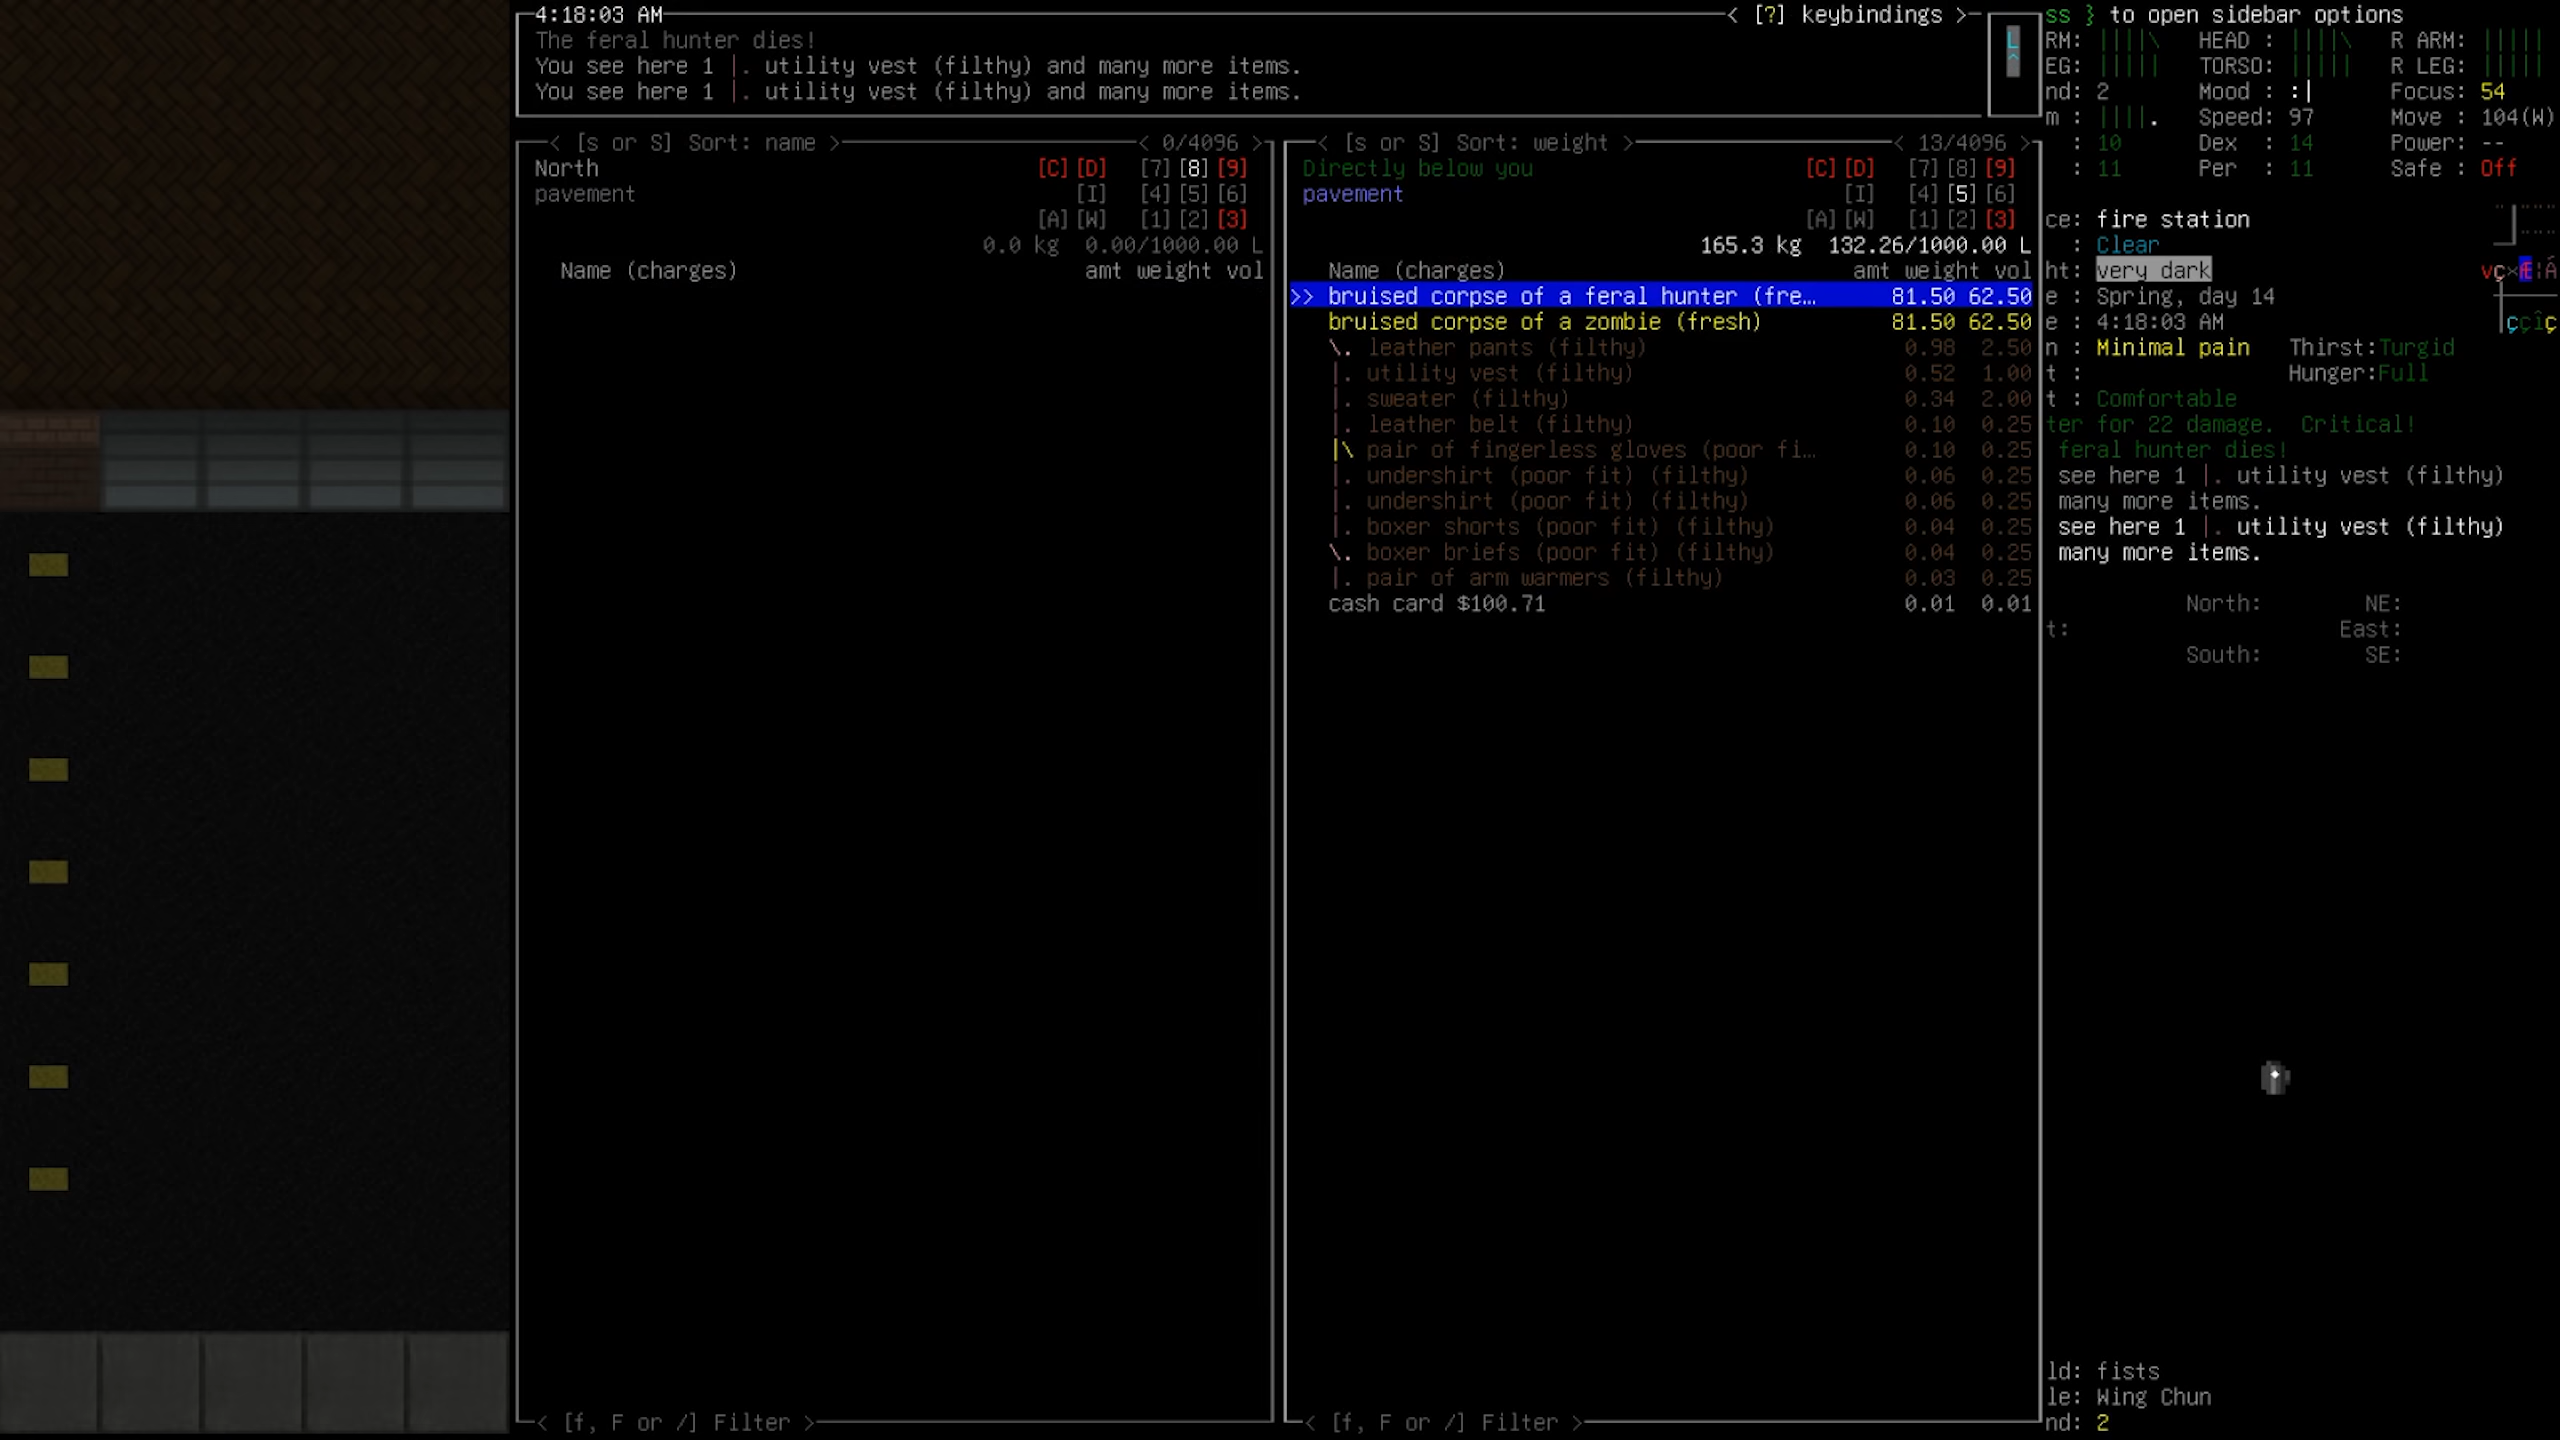 4:18:03 AM
< [?] keybindings >
The feral hunter dies!
You see here 1 |. utility vest (filthy) and many more items.
You see here 1 |. utility vest (filthy) and many more items.
L
^
< [s or S] Sort: name >
< 0/4096 >
North
[C] [D] [7] [8] [9]
pavement
[I] [4] [5] [6]
[A] [W] [1] [2] [3]
0.0 kg 0.00/1000.00 L
Name (charges) amt weight vol
< [f, F or /] Filter >
< [s or S] Sort: weight >
< 13/4096 >
Directly below you
[C] [D] [7] [8] [9]
pavement
[I] [4] [5] [6]
[A] [W] [1] [2] [3]
165.3 kg 132.26/1000.00 L
Name (charges) amt weight vol
>> bruised corpse of a feral hunter (fre… 81.50 62.50
bruised corpse of a zombie (fresh) 81.50 62.50
\. leather pants (filthy) 0.98 2.50
|. utility vest (filthy) 0.52 1.00
|. sweater (filthy) 0.34 2.00
|. leather belt (filthy) 0.10 0.25
|\ pair of fingerless gloves (poor fi… 0.10 0.25
|. undershirt (poor fit) (filthy) 0.06 0.25
|. undershirt (poor fit) (filthy) 0.06 0.25
|. boxer shorts (poor fit) (filthy) 0.04 0.25
\. boxer briefs (poor fit) (filthy) 0.04 0.25
|. pair of arm warmers (filthy) 0.03 0.25
cash card $100.71 0.01 0.01
< [f, F or /] Filter >
ss } to open sidebar options
RM: ||||\ HEAD : ||||\ R ARM: |||||
EG: ||||| TORSO: ||||| R LEG: |||||
nd: 2 Mood : :| Focus: 54
m : ||||. Speed: 97 Move : 104(W)
: 10 Dex : 14 Power: --
: 11 Per : 11 Safe : Off
ce: fire station
: Clear
ht: very dark
e : Spring, day 14
e : 4:18:03 AM
n : Minimal pain Thirst:Turgid
t : Hunger:Full
t : Comfortable
ter for 22 damage. Critical!
feral hunter dies!
see here 1 |. utility vest (filthy)
many more items.
see here 1 |. utility vest (filthy)
many more items.
North: NE:
t: East:
South: SE:
ld: fists
le: Wing Chun
nd: 2